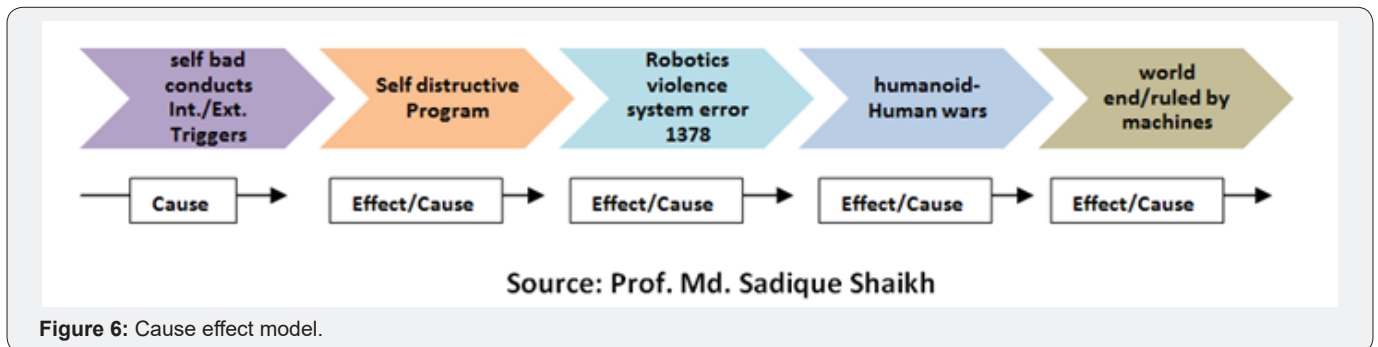 self bad
conducts
Int./Ext.
Triggers
Self distructive
Program
Robotics
violence
system error
1378
humanoid-
Human wars
world
end/ruled by
machines
Cause
Effect/Cause
Effect/Cause
Effect/Cause
Effect/Cause
Source: Prof. Md. Sadique Shaikh
Figure 6: Cause effect model.